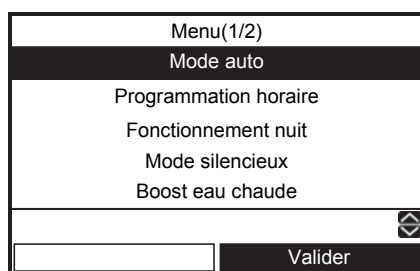 Menu(1/2)
Mode auto
Programmation horaire
Fonctionnement nuit
Mode silencieux
Boost eau chaude
Valider